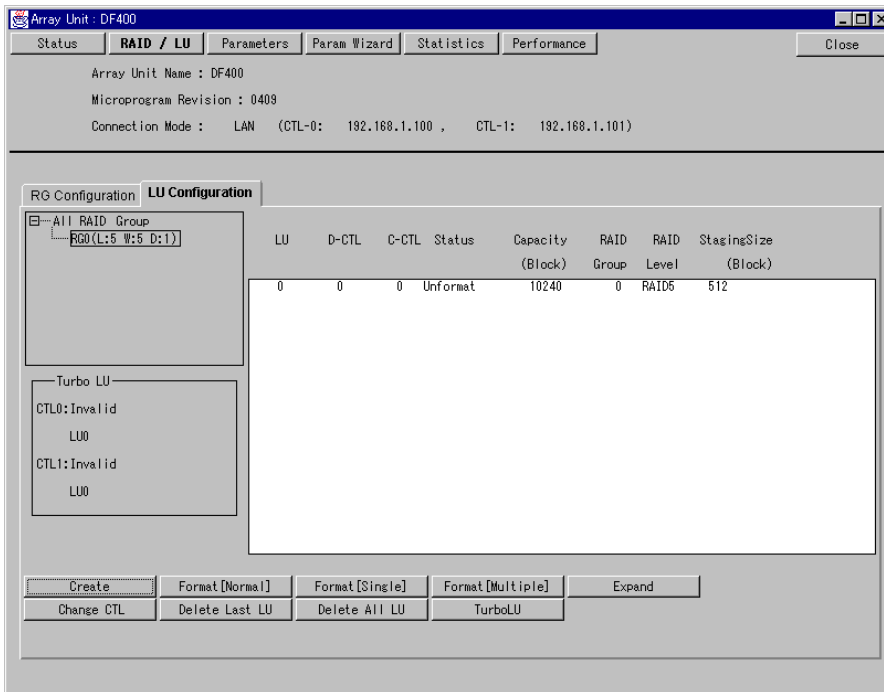 Array Unit : DF400
Status RAID / LU Parameters Param Wizard Statistics Performance Close
Array Unit Name : DF400
Microprogram Revision : 0409
Connection Mode : LAN (CTL-0: 192.168.1.100 , CTL-1: 192.168.1.101)
RG Configuration LU Configuration
All RAID Group
RG0(L:5 W:5 D:1)
LU D-CTL C-CTL Status Capacity RAID RAID StagingSize
(Block) Group Level (Block)
0 0 0 Unformat 10240 0 RAID5 512
Turbo LU
CTL0:Invalid
LU0
CTL1:Invalid
LU0
Create Format[Normal] Format[Single] Format[Multiple] Expand
Change CTL Delete Last LU Delete All LU TurboLU